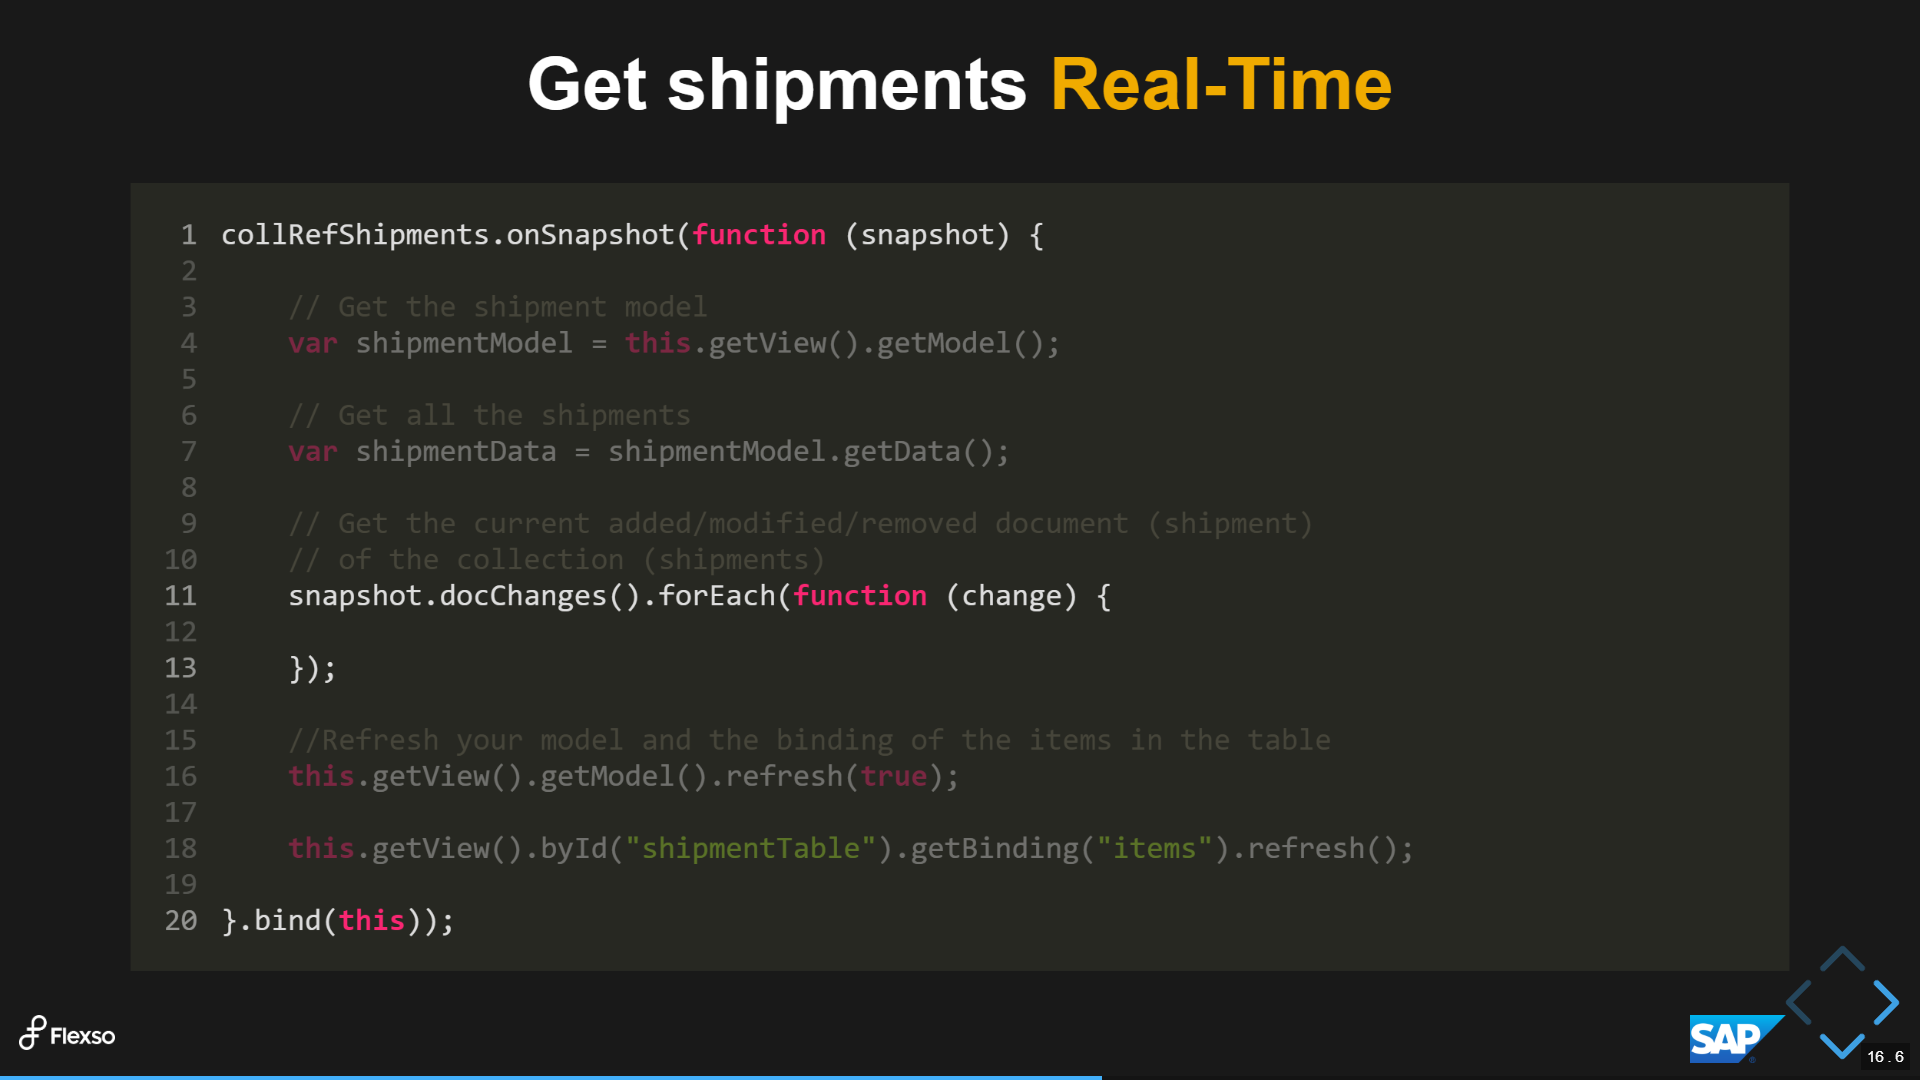 Get shipments Real-Time
1 collRefShipments.onSnapshot(function (snapshot) {
2
3 // Get the shipment model
4 var shipmentModel = this.getView().getModel();
5
6 // Get all the shipments
7 var shipmentData = shipmentModel.getData();
8
9 // Get the current added/modified/removed document (shipment)
10 // of the collection (shipments)
11 snapshot.docChanges().forEach(function (change) {
12
13 });
14
15 //Refresh your model and the binding of the items in the table
16 this.getView().getModel().refresh(true);
17
18 this.getView().byId("shipmentTable").getBinding("items").refresh();
19
20 }.bind(this));
Flexso
SAP
16.6